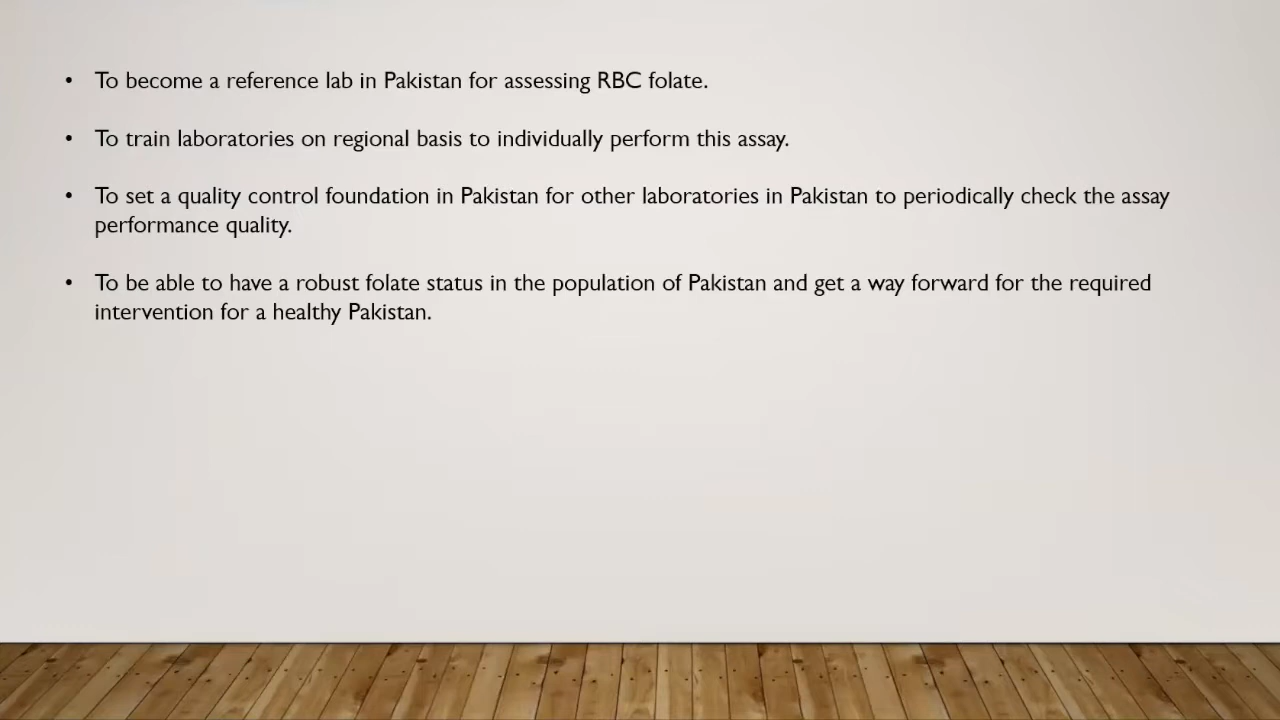 • To become a reference lab in Pakistan for assessing RBC folate.
• To train laboratories on regional basis to individually perform this assay.
• To set a quality control foundation in Pakistan for other laboratories in Pakistan to periodically check the assay
performance quality.
• To be able to have a robust folate status in the population of Pakistan and get a way forward for the required
intervention for a healthy Pakistan.